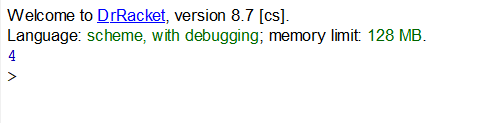 Welcome to DrRacket, version 8.7 [cs].
Language: scheme, with debugging; memory limit: 128 MB.
4
>